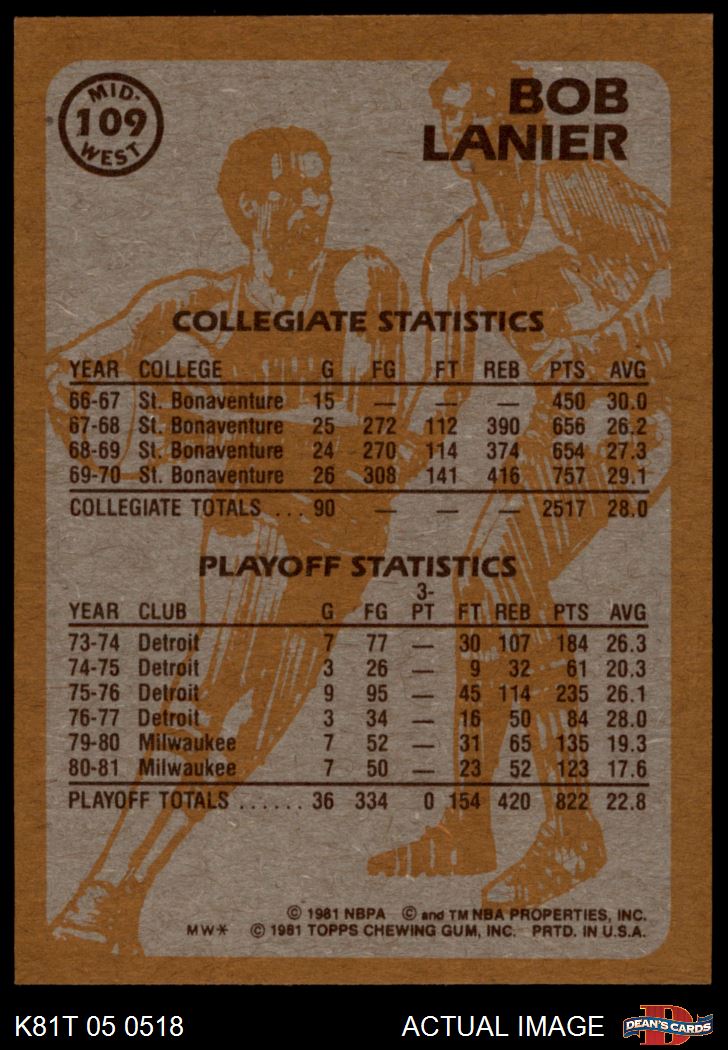 MID-
109
WEST
BOB
LANIER
COLLEGIATE STATISTICS
YEAR COLLEGE G FG FT REB PTS AVG
66-67 St. Bonaventure 15 — — — 450 30.0
67-68 St. Bonaventure 25 272 112 390 656 26.2
68-69 St. Bonaventure 24 270 114 374 654 27.3
69-70 St. Bonaventure 26 308 141 416 757 29.1
COLLEGIATE TOTALS ... 90 — — — 2517 28.0
PLAYOFF STATISTICS
3-
YEAR CLUB G FG PT FT REB PTS AVG
73-74 Detroit 7 77 — 30 107 184 26.3
74-75 Detroit 3 26 — 9 32 61 20.3
75-76 Detroit 9 95 — 45 114 235 26.1
76-77 Detroit 3 34 — 16 50 84 28.0
79-80 Milwaukee 7 52 — 31 65 135 19.3
80-81 Milwaukee 7 50 — 23 52 123 17.6
PLAYOFF TOTALS ...... 36 334 0 154 420 822 22.8
© 1981 NBPA © and TM NBA PROPERTIES, INC.
MW* © 1981 TOPPS CHEWING GUM, INC. PRTD. IN U.S.A.
K81T 05 0518 ACTUAL IMAGE D DEAN'S CARDS